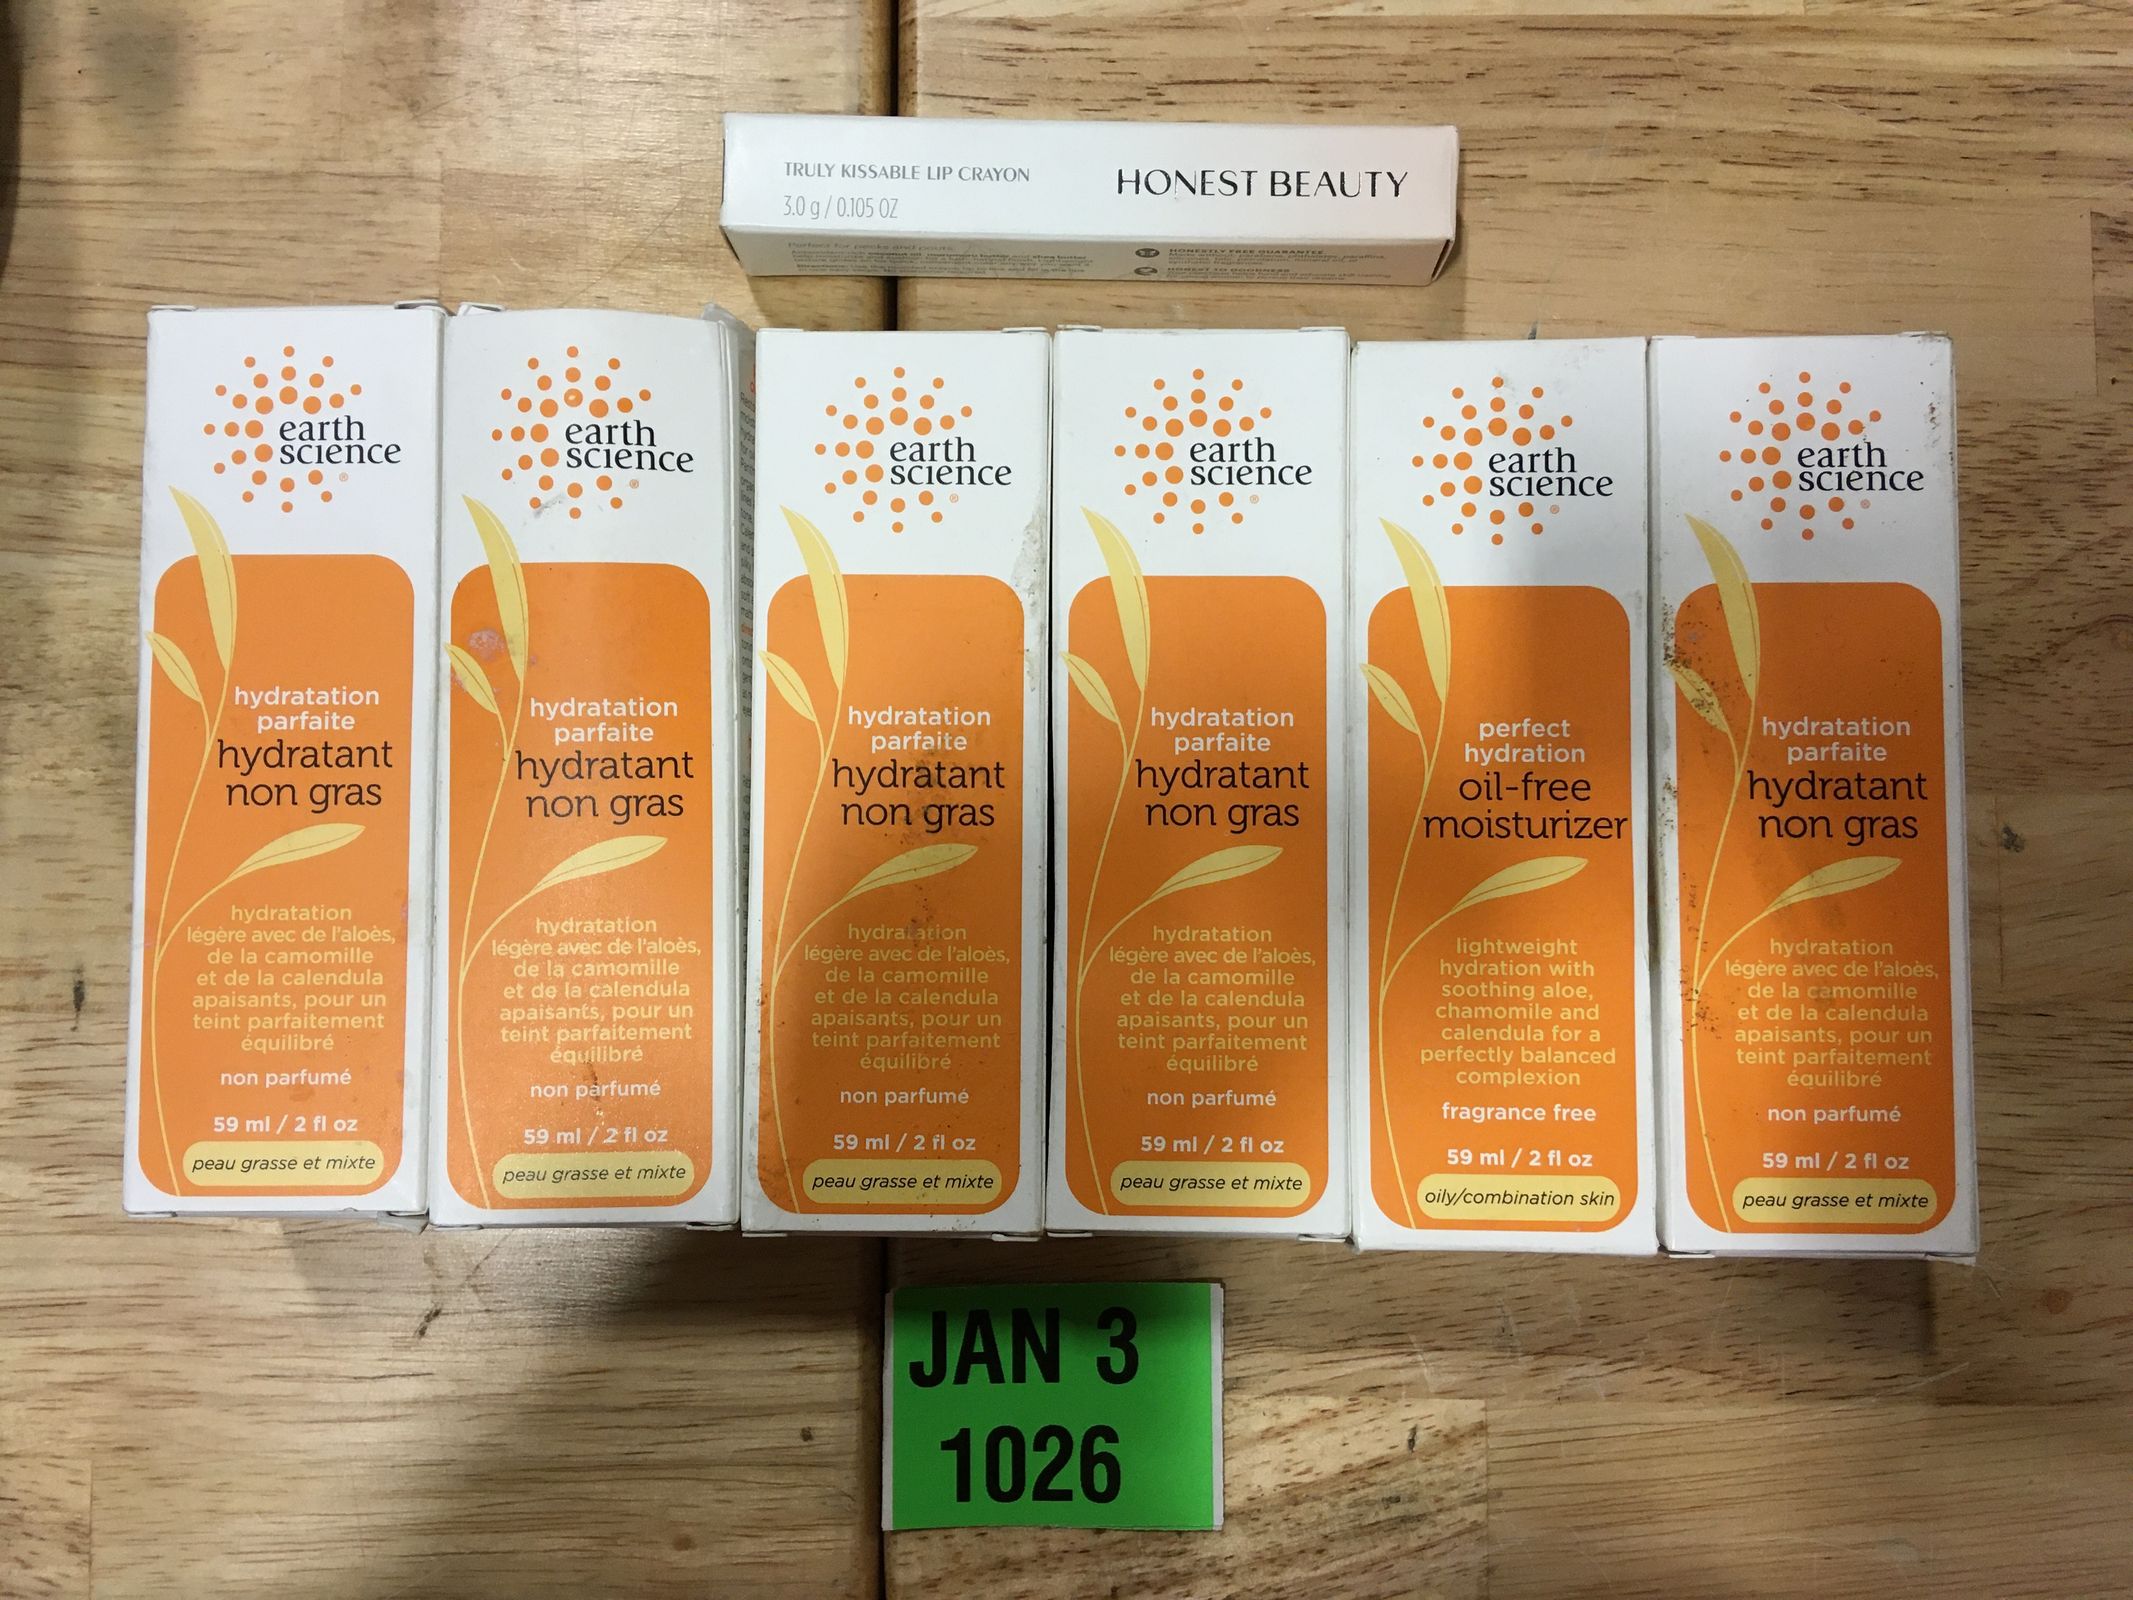 TRULY KISSABLE LIP CRAYON
3.0 g / 0.105 OZ
HONEST BEAUTY
Perfect for pecks and pouts.
HONESTLY FREE GUARANTEE
HONEST TO GOODNESS
earth
science
®
hydratation
parfaite
hydratant
non gras
hydratation
légère avec de l'aloès,
de la camomille
et de la calendula
apaisants, pour un
teint parfaitement
équilibré
non parfumé
59 ml / 2 fl oz
peau grasse et mixte
earth
science
®
hydratation
parfaite
hydratant
non gras
hydratation
légère avec de l'aloès,
de la camomille
et de la calendula
apaisants, pour un
teint parfaitement
équilibré
non parfumé
59 ml / 2 fl oz
peau grasse et mixte
earth
science
®
hydratation
parfaite
hydratant
non gras
hydratation
légère avec de l'aloès,
de la camomille
et de la calendula
apaisants, pour un
teint parfaitement
équilibré
non parfumé
59 ml / 2 fl oz
peau grasse et mixte
earth
science
®
hydratation
parfaite
hydratant
non gras
hydratation
légère avec de l'aloès,
de la camomille
et de la calendula
apaisants, pour un
teint parfaitement
équilibré
non parfumé
59 ml / 2 fl oz
peau grasse et mixte
earth
science
®
perfect
hydration
oil-free
moisturizer
lightweight
hydration with
soothing aloe,
chamomile and
calendula for a
perfectly balanced
complexion
fragrance free
59 ml / 2 fl oz
oily/combination skin
earth
science
®
hydratation
parfaite
hydratant
non gras
hydratation
légère avec de l'aloès,
de la camomille
et de la calendula
apaisants, pour un
teint parfaitement
équilibré
non parfumé
59 ml / 2 fl oz
peau grasse et mixte
JAN 3
1026